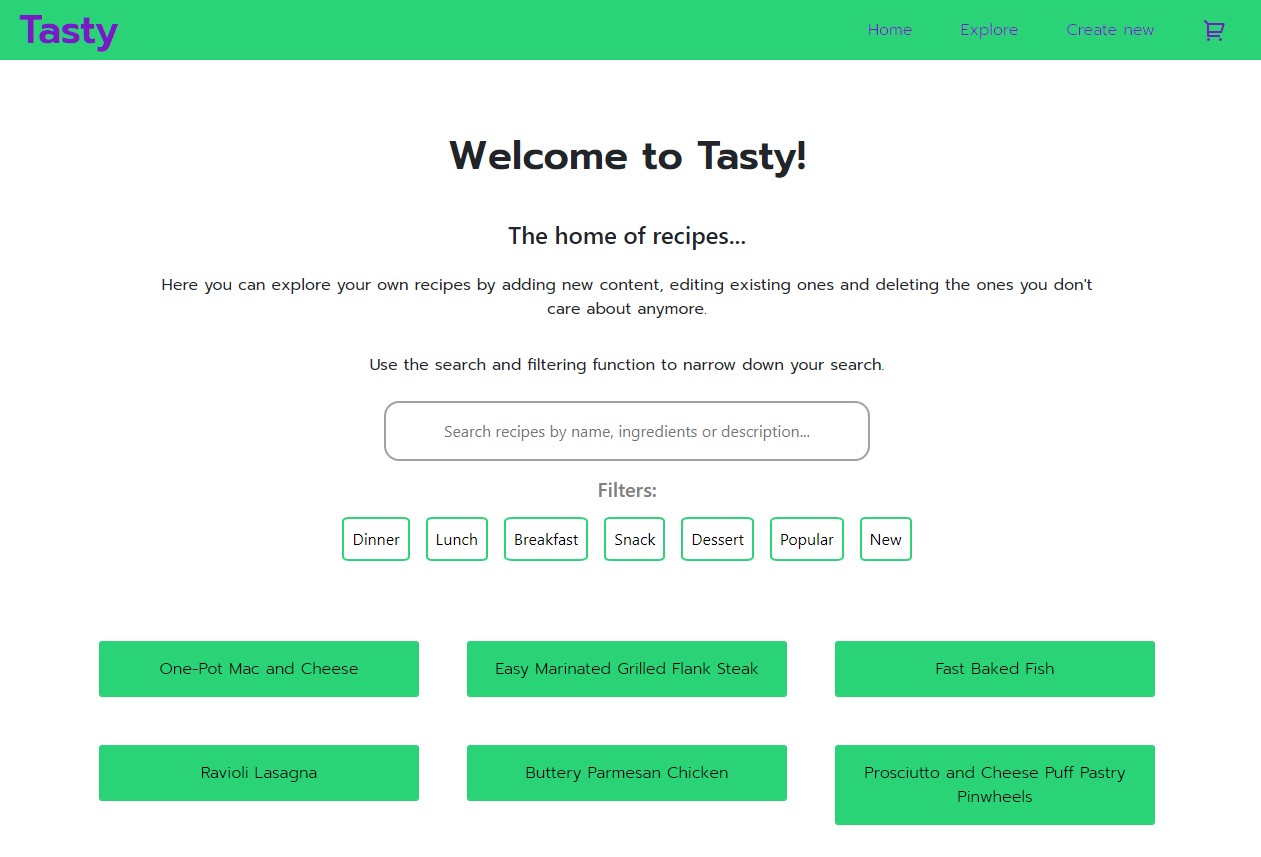 Tasty
Home
Explore
Create new
Welcome to Tasty!
The home of recipes...
Here you can explore your own recipes by adding new content, editing existing ones and deleting the ones you don't
care about anymore.
Use the search and filtering function to narrow down your search.
Search recipes by name, ingredients or description...
Filters:
Dinner
Lunch
Breakfast
Snack
Dessert
Popular
New
One-Pot Mac and Cheese
Easy Marinated Grilled Flank Steak
Fast Baked Fish
Ravioli Lasagna
Buttery Parmesan Chicken
Prosciutto and Cheese Puff Pastry
Pinwheels